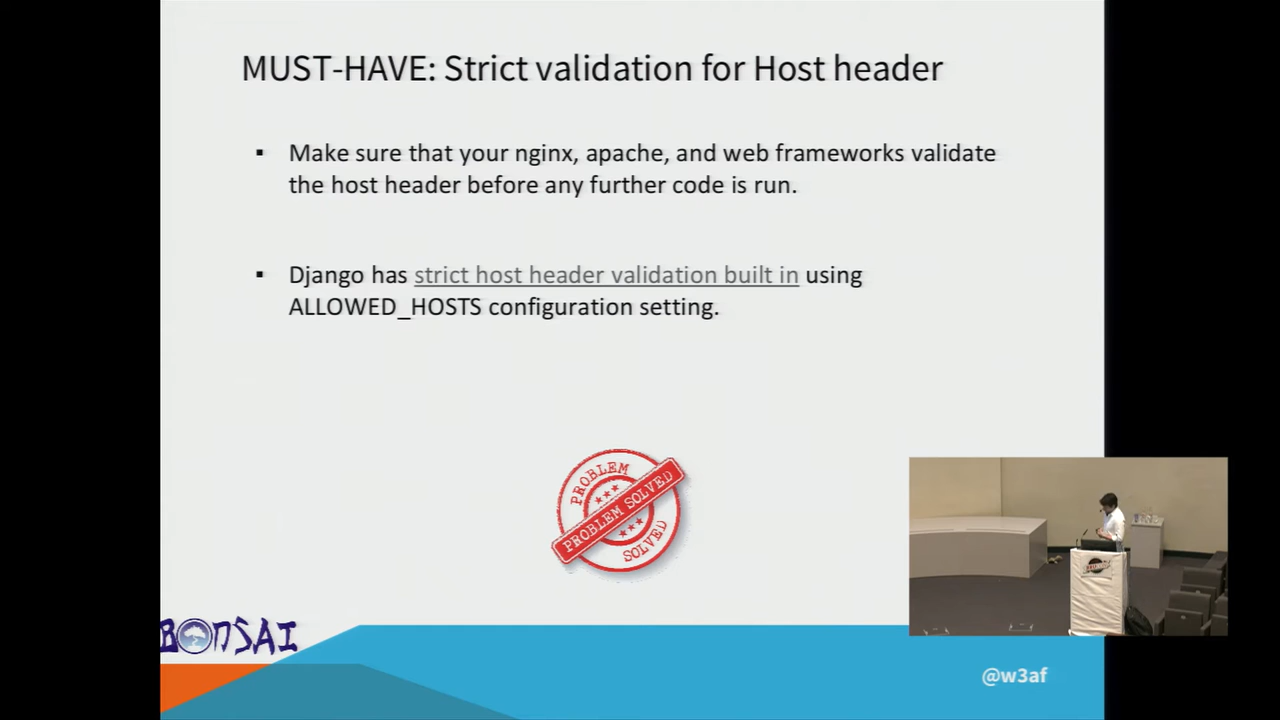 MUST-HAVE: Strict validation for Host header
▪ Make sure that your nginx, apache, and web frameworks validate
the host header before any further code is run.
▪ Django has strict host header validation built in using
ALLOWED_HOSTS configuration setting.
PROBLEM
PROBLEM SOLVED
SOLVED
BONSAI
@w3af